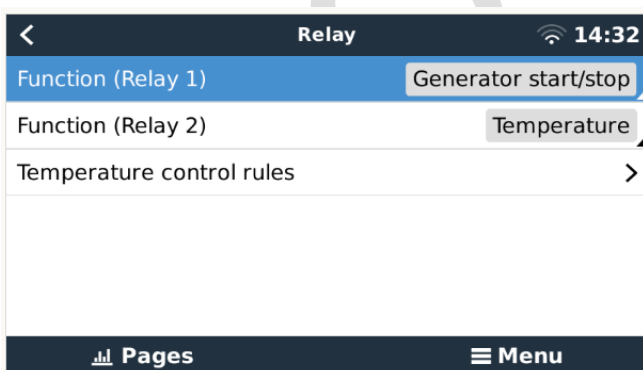 Relay 14:32
Function (Relay 1) Generator start/stop
Function (Relay 2) Temperature
Temperature control rules
Pages Menu